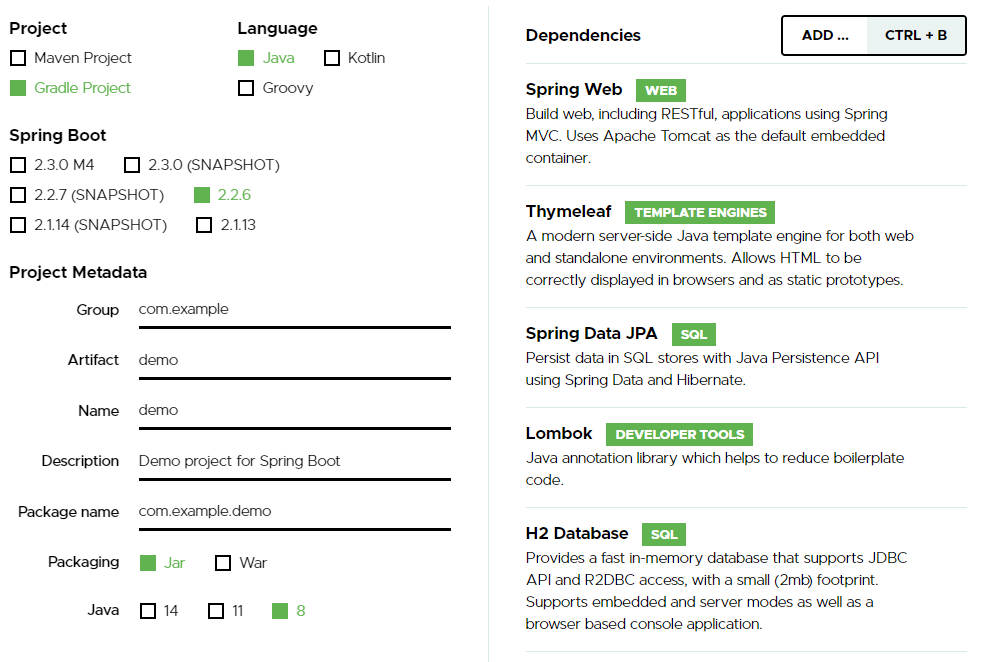 Project
Maven Project
Gradle Project
Language
Java Kotlin
Groovy
Spring Boot
2.3.0 M4 2.3.0 (SNAPSHOT)
2.2.7 (SNAPSHOT) 2.2.6
2.1.14 (SNAPSHOT) 2.1.13
Project Metadata
Group com.example
Artifact demo
Name demo
Description Demo project for Spring Boot
Package name com.example.demo
Packaging Jar War
Java 14 11 8
Dependencies ADD ... CTRL + B
Spring Web WEB
Build web, including RESTful, applications using Spring
MVC. Uses Apache Tomcat as the default embedded
container.
Thymeleaf TEMPLATE ENGINES
A modern server-side Java template engine for both web
and standalone environments. Allows HTML to be
correctly displayed in browsers and as static prototypes.
Spring Data JPA SQL
Persist data in SQL stores with Java Persistence API
using Spring Data and Hibernate.
Lombok DEVELOPER TOOLS
Java annotation library which helps to reduce boilerplate
code.
H2 Database SQL
Provides a fast in-memory database that supports JDBC
API and R2DBC access, with a small (2mb) footprint.
Supports embedded and server modes as well as a
browser based console application.